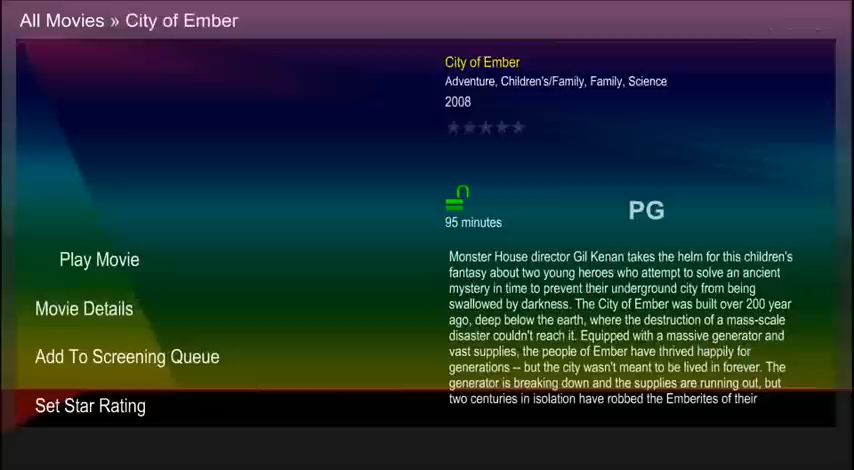 All Movies » City of Ember
City of Ember
Adventure, Children's/Family, Family, Science
2008
95 minutes
PG
Play Movie
Movie Details
Add To Screening Queue
Set Star Rating
Monster House director Gil Kenan takes the helm for this children's
fantasy about two young heroes who attempt to solve an ancient
mystery in time to prevent their underground city from being
swallowed by darkness. The City of Ember was built over 200 year
ago, deep below the earth, where the destruction of a mass-scale
disaster couldn't reach it. Equipped with a massive generator and
vast supplies, the people of Ember have thrived happily for
generations -- but the city wasn't meant to be lived in forever. The
generator is breaking down and the supplies are running out, but
two centuries in isolation have robbed the Emberites of their